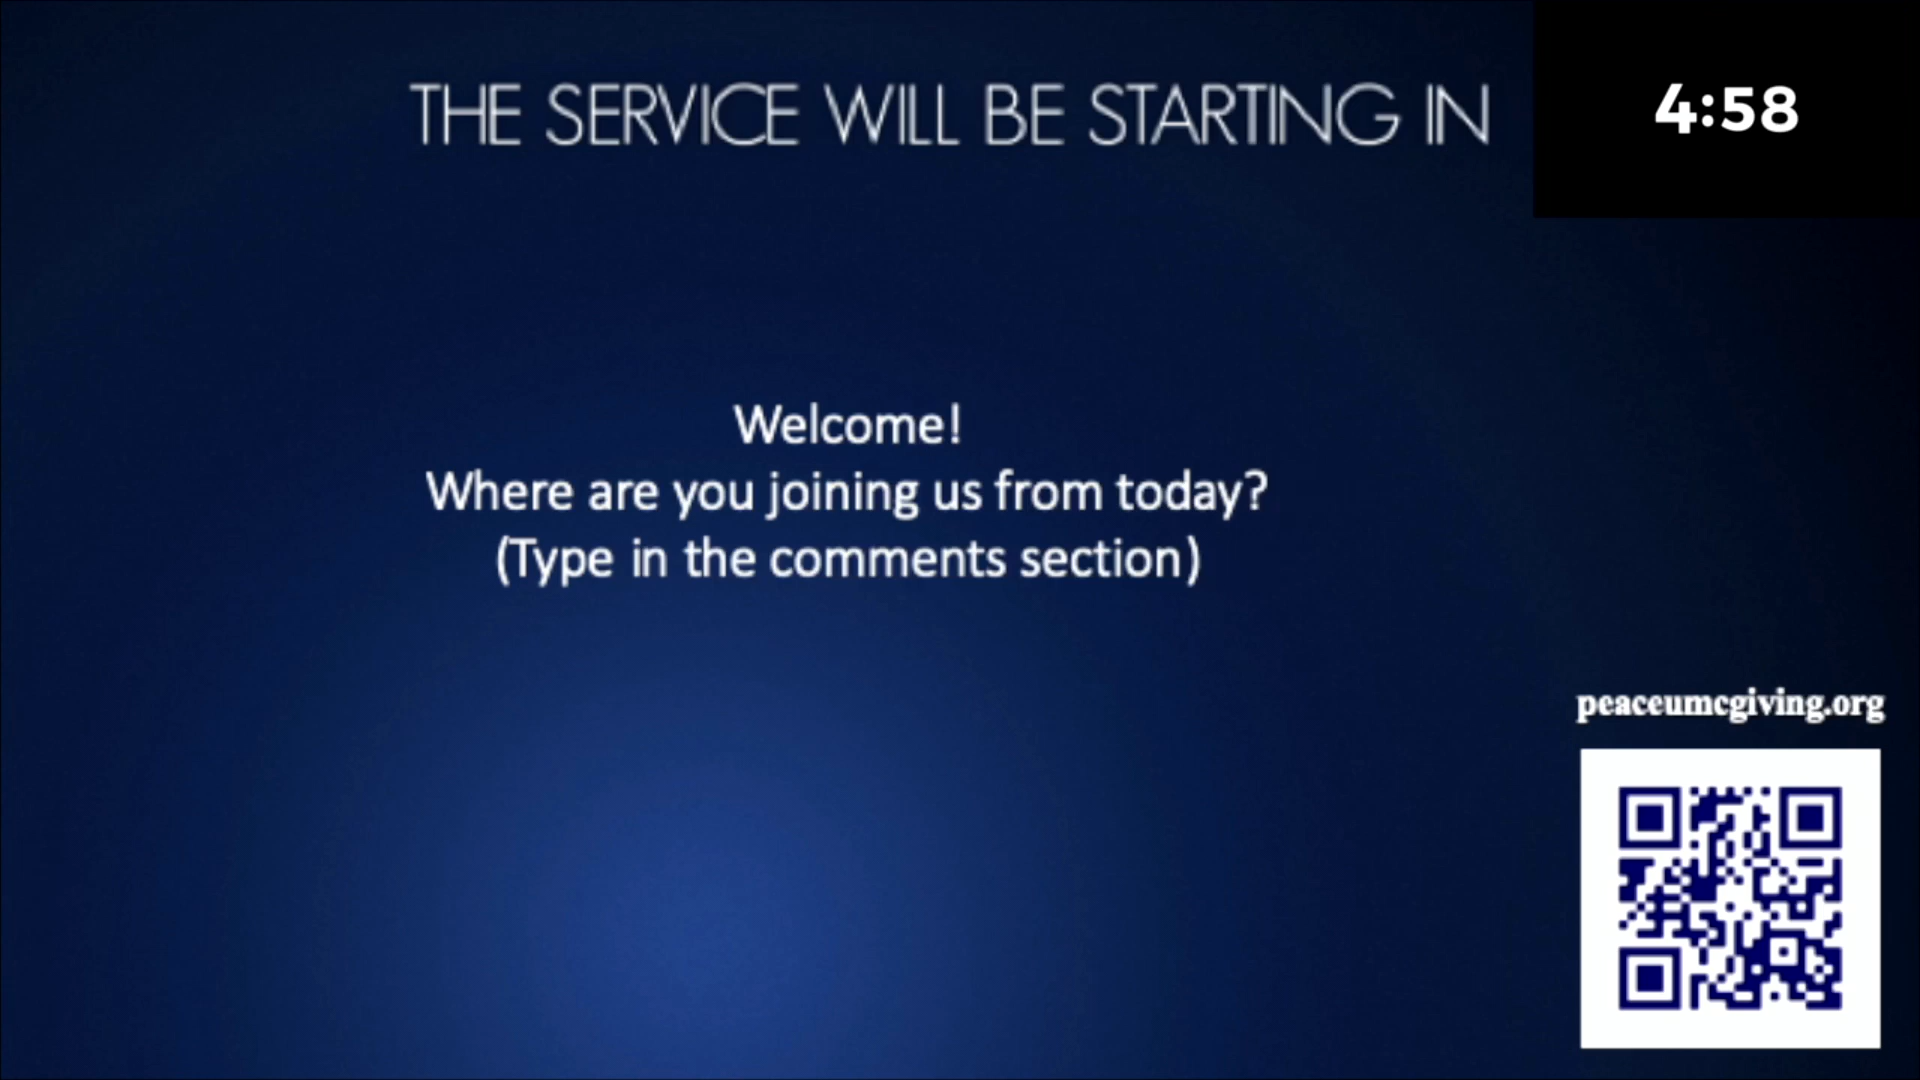 THE SERVICE WILL BE STARTING IN
4:58
Welcome!
Where are you joining us from today?
(Type in the comments section)
peaceumcgiving.org